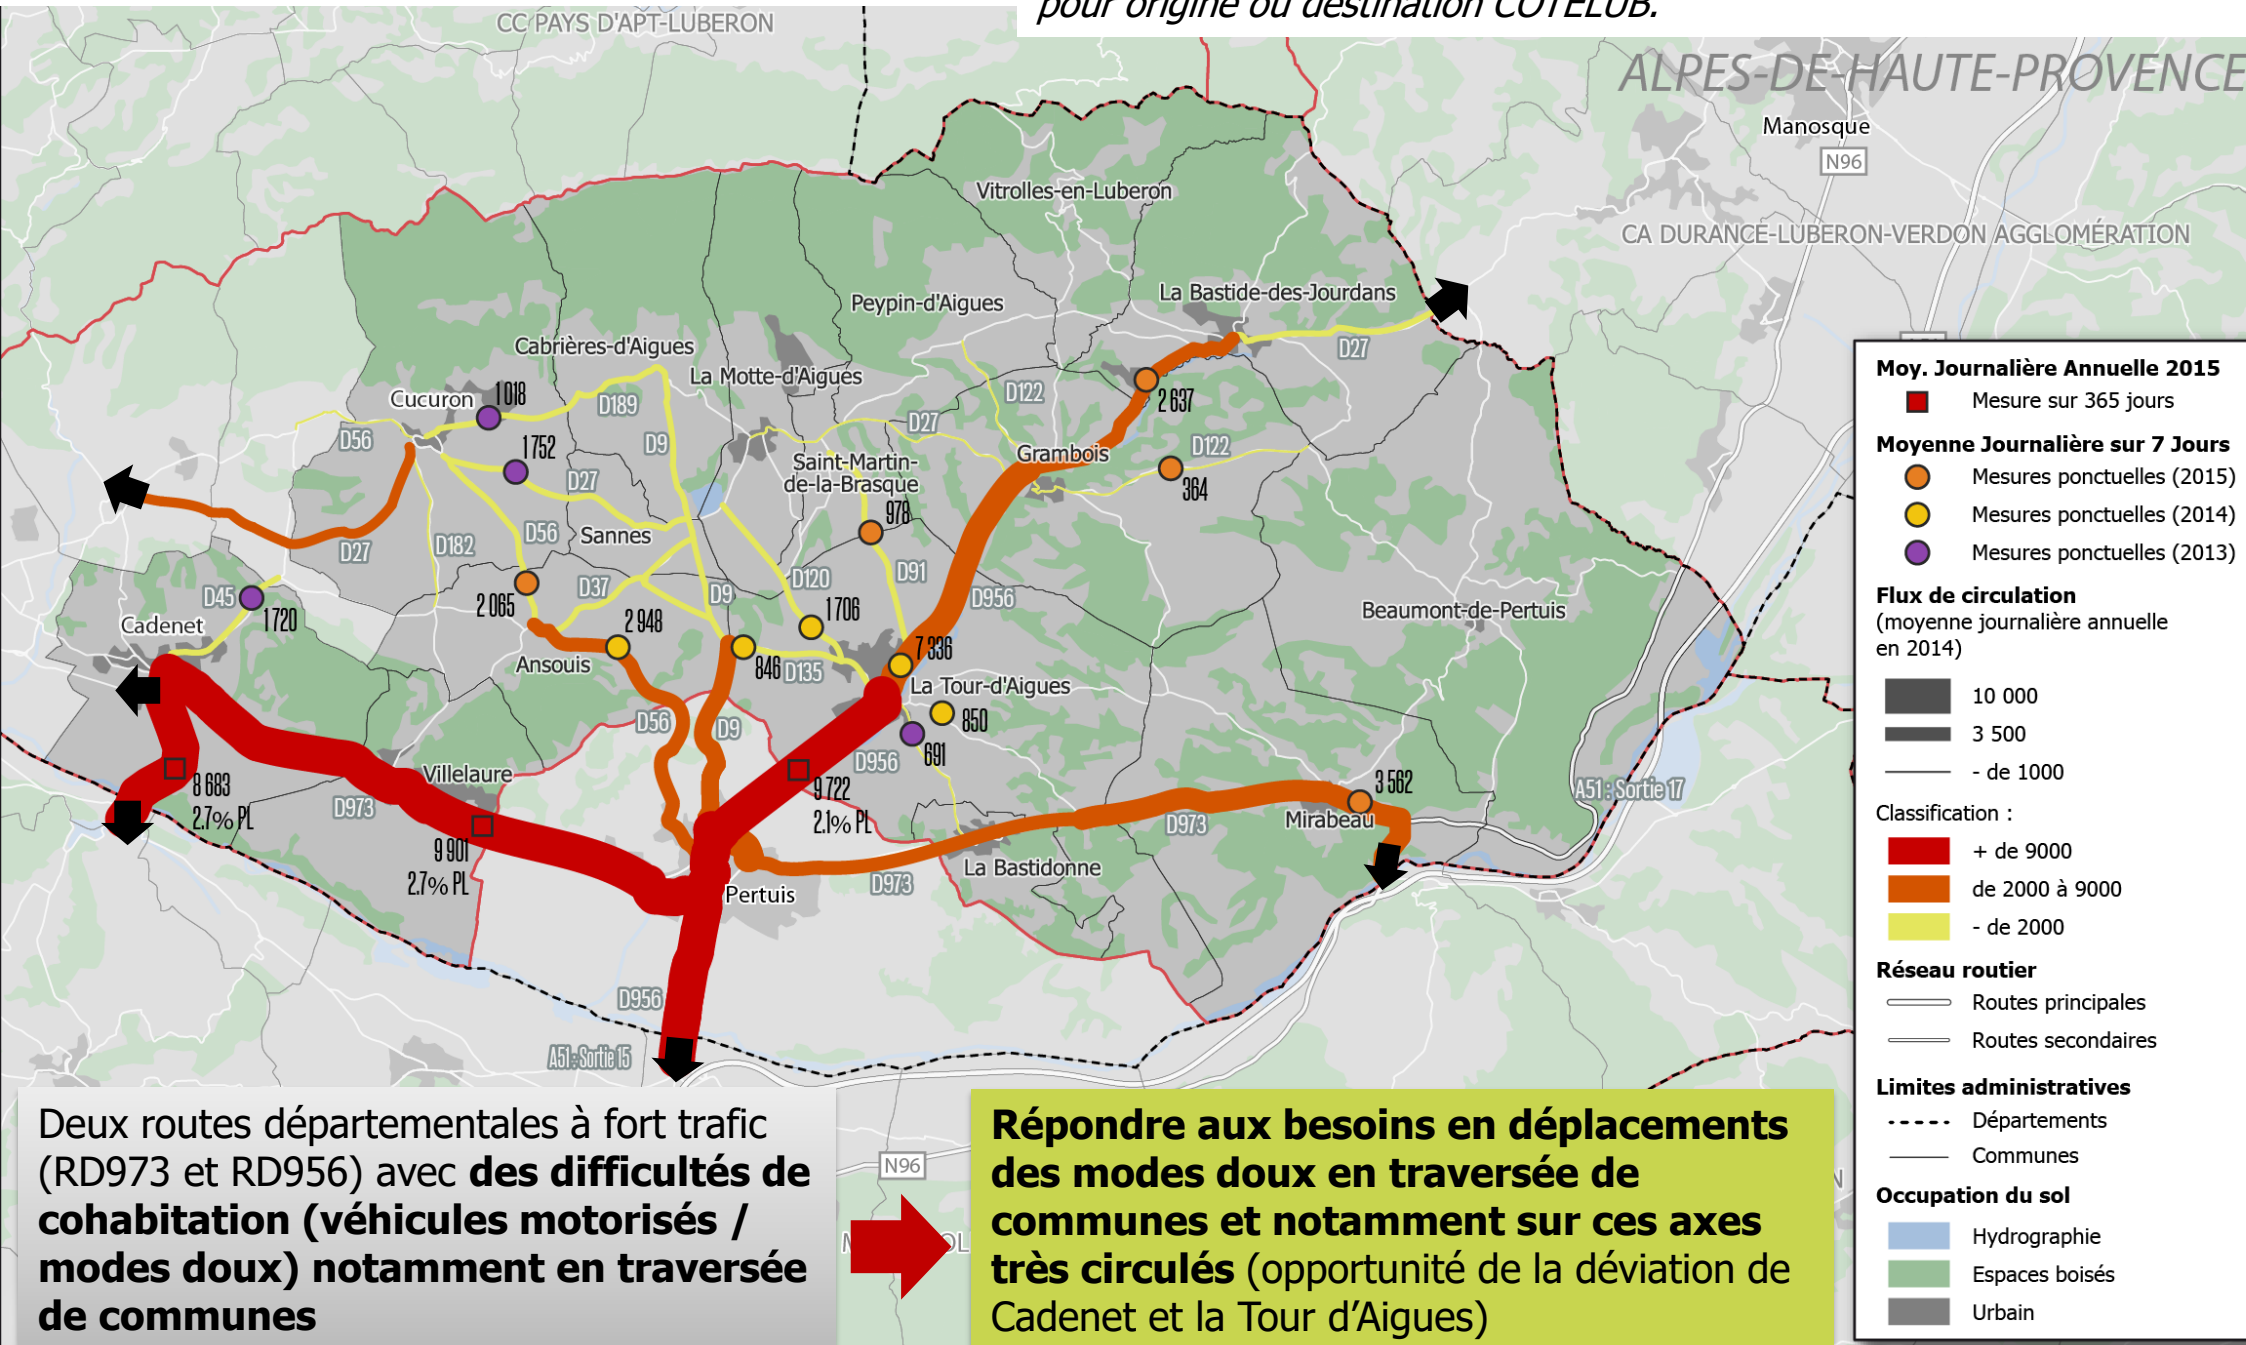 pour origine ou destination COTELUB.
CC PAYS D'APT-LUBERON
ALPES-DE-HAUTE-PROVENCE
Manosque
N96
Vitrolles-en-Luberon
CA DURANCE-LUBERON-VERDON AGGLOMÉRATION
Peypin-d'Aigues
La Bastide-des-Jourdans
D27
Cabrières-d'Aigues
La Motte-d'Aigues
Cucuron
1 018
D189
D122
2 637
D56
D9
D27
1 752
Grambois
D122
Saint-Martin-
de-la-Brasque
D27
364
978
D27
D182
D56
Sannes
D45
D37
D120
D91
D956
2 065
D9
1 706
Beaumont-de-Pertuis
Cadenet
1 720
2 948
Ansouis
846
D135
7 336
La Tour-d'Aigues
D56
D9
850
691
D956
8 683
2.7% PL
D973
Villelaure
9 722
2.1% PL
3 562
Mirabeau
D973
A51 : Sortie 17
9 901
2.7% PL
Pertuis
D973
La Bastidonne
D956
A51 : Sortie 15
N96
Moy. Journalière Annuelle 2015
Mesure sur 365 jours
Moyenne Journalière sur 7 Jours
Mesures ponctuelles (2015)
Mesures ponctuelles (2014)
Mesures ponctuelles (2013)
Flux de circulation
(moyenne journalière annuelle
en 2014)
10 000
3 500
- de 1000
Classification :
+ de 9000
de 2000 à 9000
- de 2000
Réseau routier
Routes principales
Routes secondaires
Limites administratives
Départements
Communes
Occupation du sol
Hydrographie
Espaces boisés
Urbain
Deux routes départementales à fort trafic
(RD973 et RD956) avec des difficultés de
cohabitation (véhicules motorisés /
modes doux) notamment en traversée
de communes
Répondre aux besoins en déplacements
des modes doux en traversée de
communes et notamment sur ces axes
très circulés (opportunité de la déviation de
Cadenet et la Tour d'Aigues)